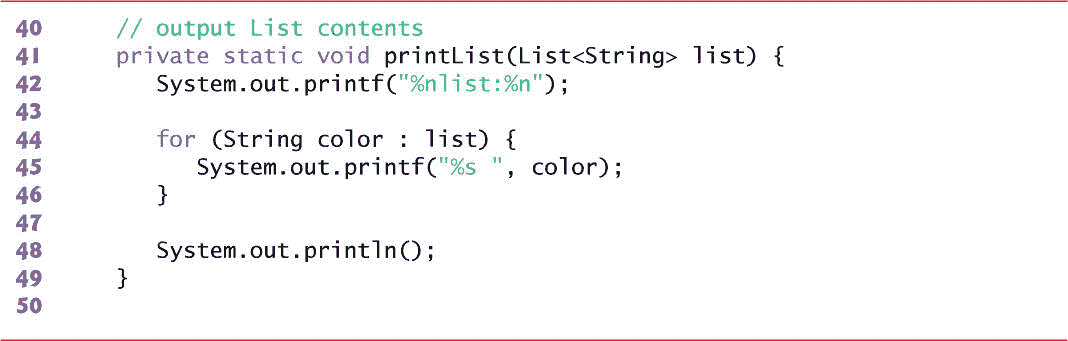 40 // output List contents
41 private static void printList(List<String> list) {
42 System.out.printf("%nlist:%n");
43
44 for (String color : list) {
45 System.out.printf("%s ", color);
46 }
47
48 System.out.println();
49 }
50